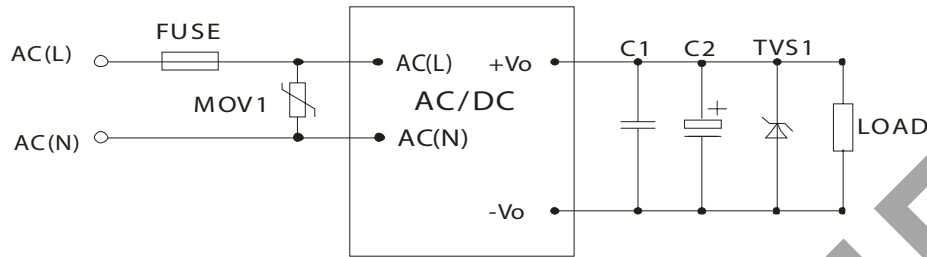 FUSE
AC(L)
MOV1
AC(N)
AC(L)
AC/DC
AC(N)
+Vo
-Vo
C1
C2
TVS1
+
LOAD